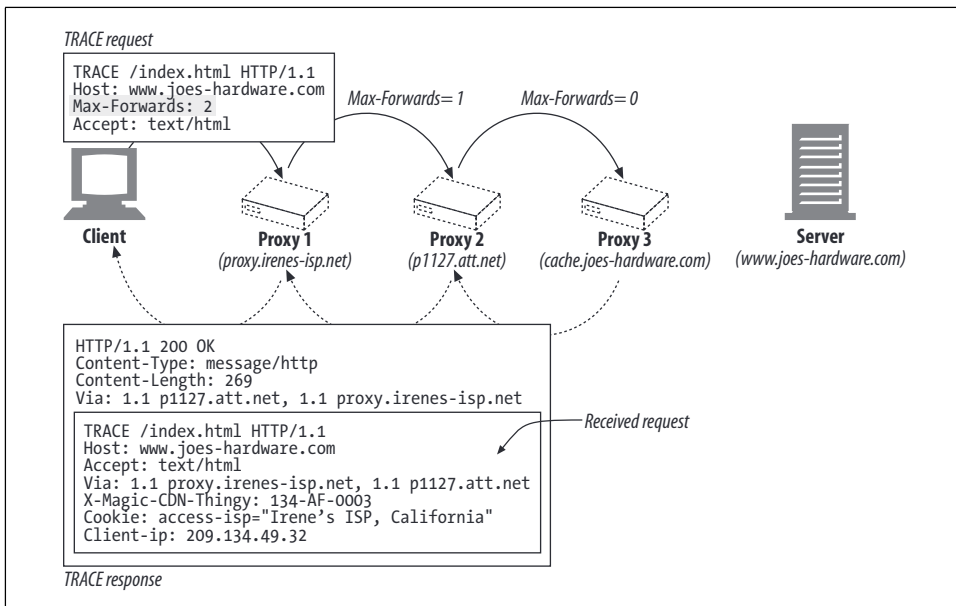 TRACE request
TRACE /index.html HTTP/1.1
Host: www.joes-hardware.com
Max-Forwards: 2
Accept: text/html
Max-Forwards=1
Max-Forwards=0
Client
Proxy 1
(proxy.irenes-isp.net)
Proxy 2
(p1127.att.net)
Proxy 3
(cache.joes-hardware.com)
Server
(www.joes-hardware.com)
HTTP/1.1 200 OK
Content-Type: message/http
Content-Length: 269
Via: 1.1 p1127.att.net, 1.1 proxy.irenes-isp.net
Received request
TRACE /index.html HTTP/1.1
Host: www.joes-hardware.com
Accept: text/html
Via: 1.1 proxy.irenes-isp.net, 1.1 p1127.att.net
X-Magic-CDN-Thingy: 134-AF-0003
Cookie: access-isp="Irene's ISP, California"
Client-ip: 209.134.49.32
TRACE response